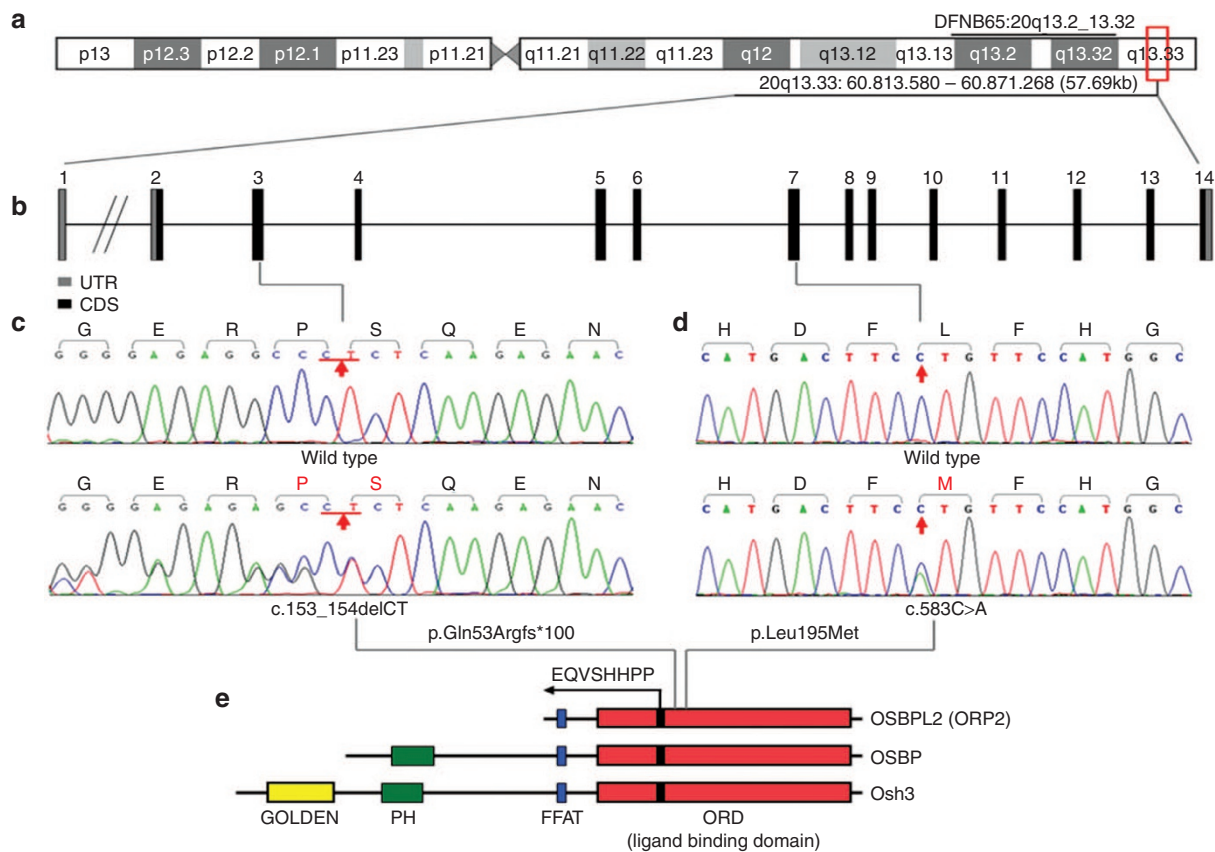 a
DFNB65:20q13.2_13.32
p13 p12.3 p12.2 p12.1 p11.23 p11.21 q11.21 q11.22 q11.23 q12 q13.12 q13.13 q13.2 q13.32 q13.33
20q13.33: 60.813.580 – 60.871.268 (57.69kb)
b
1 2 3 4 5 6 7 8 9 10 11 12 13 14
UTR
CDS
c
G E R P S Q E N
G G G G A G A G G C C C T C T C A A G A G A A C
Wild type
G E R P S Q E N
G G G G A G A G A G C C T C T C A A G A G A A C
c.153_154delCT
d
H D F L F H G
C A T G A C T T C C T G T T C C A T G G C
Wild type
H D F M F H G
C A T G A C T T C C T G T T C C A T G G C
c.583C>A
p.Gln53Argfs*100
p.Leu195Met
e
EQVSHHPP
OSBPL2 (ORP2)
OSBP
Osh3
GOLDEN PH FFAT ORD
(ligand binding domain)